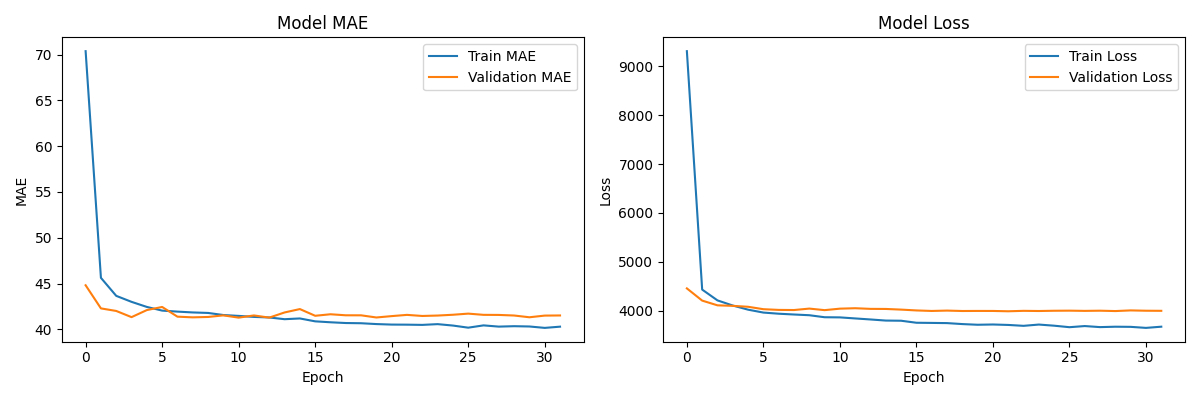 Model MAE
MAE
70
65
60
55
50
45
40
0 5 10 15 20 25 30
Epoch
Train MAE
Validation MAE
Model Loss
Loss
9000
8000
7000
6000
5000
4000
0 5 10 15 20 25 30
Epoch
Train Loss
Validation Loss